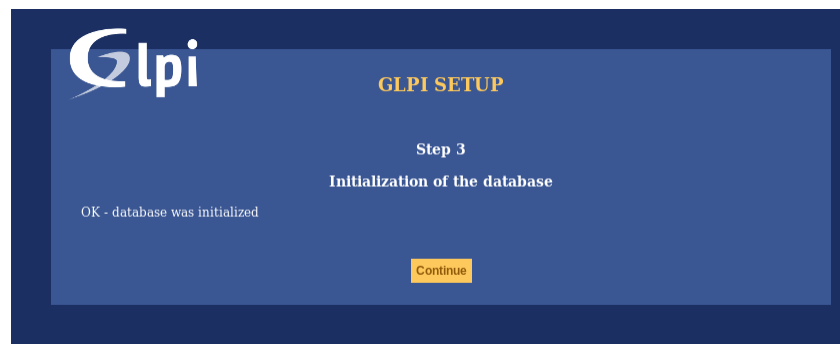 Glpi
GLPI SETUP
Step 3
Initialization of the database
OK - database was initialized
Continue